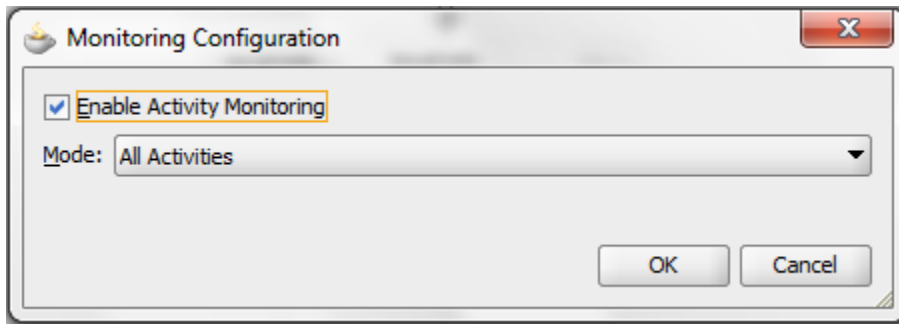 Monitoring Configuration
Enable Activity Monitoring
Mode: All Activities
OK Cancel